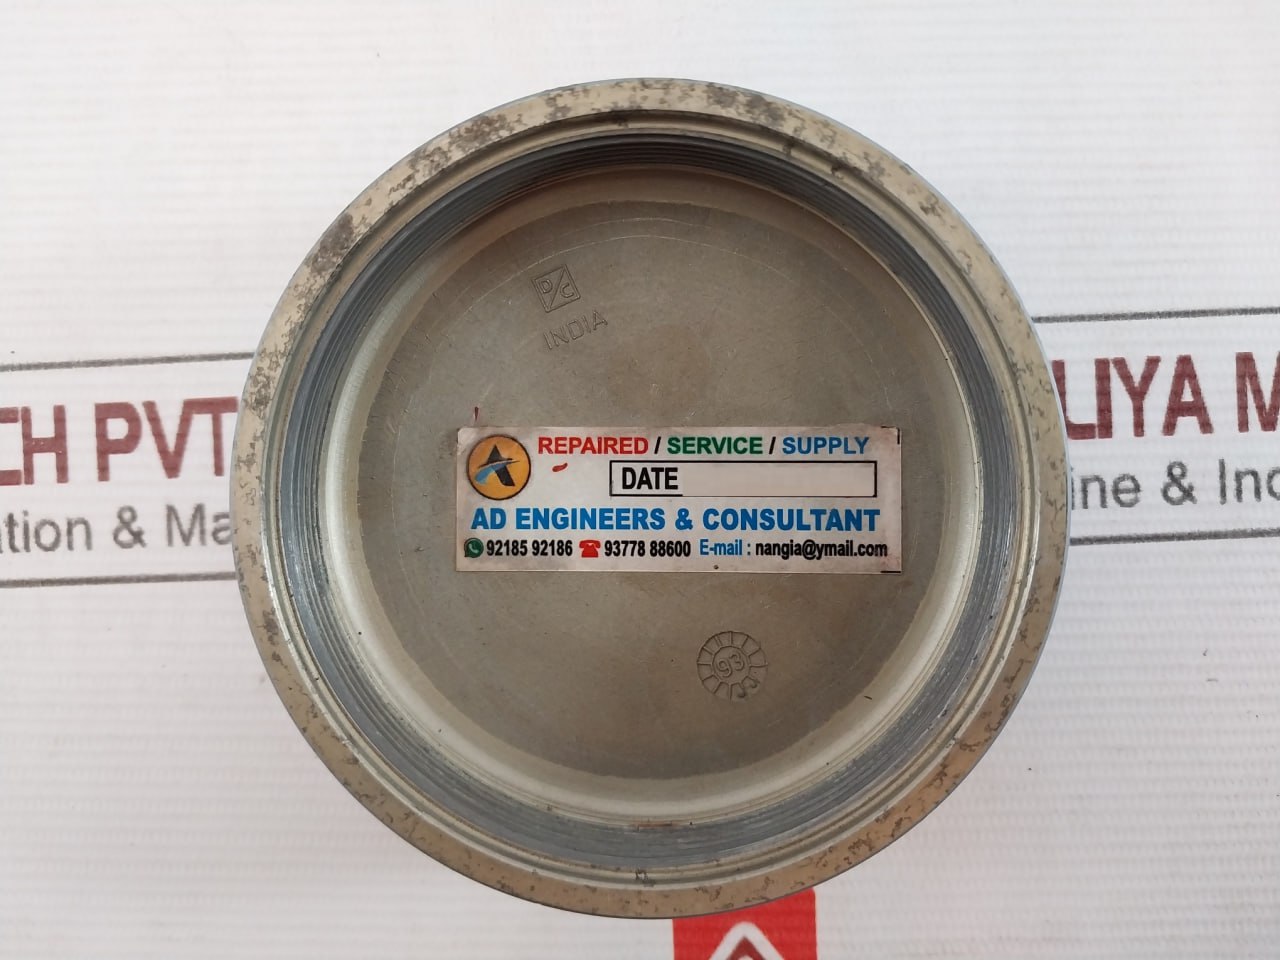 D/C
INDIA
CH PVT
LIYA M
ation & Ma
ine & Ind
REPAIRED / SERVICE / SUPPLY
DATE
AD ENGINEERS & CONSULTANT
92185 92186 93778 88600 E-mail : nangia@ymail.com
93